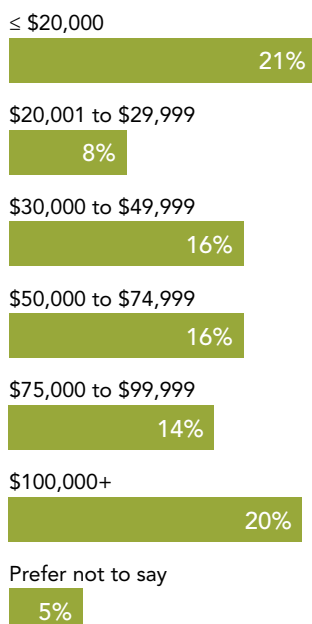 ≤ $20,000
21%
$20,001 to $29,999
8%
$30,000 to $49,999
16%
$50,000 to $74,999
16%
$75,000 to $99,999
14%
$100,000+
20%
Prefer not to say
5%